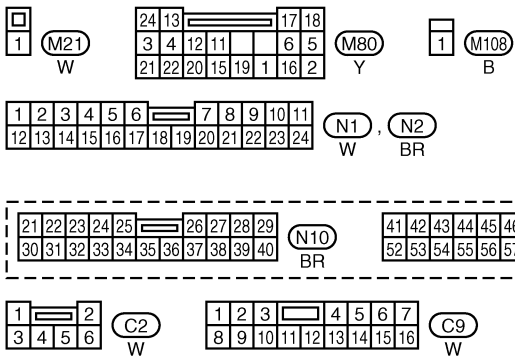 24 13 17 18
1 M21 3 4 12 11 6 5 M80 1 M108
W 21 22 20 15 19 1 16 2 Y B
1 2 3 4 5 6 7 8 9 10 11 N1 , N2
12 13 14 15 16 17 18 19 20 21 22 23 24 W BR
21 22 23 24 25 26 27 28 29 N10 41 42 43 44 45
30 31 32 33 34 35 36 37 38 39 40 BR 52 53 54 55 56
1 2 C2 1 2 3 4 5 6 7 C9
3 4 5 6 W 8 9 10 11 12 13 14 15 16 W